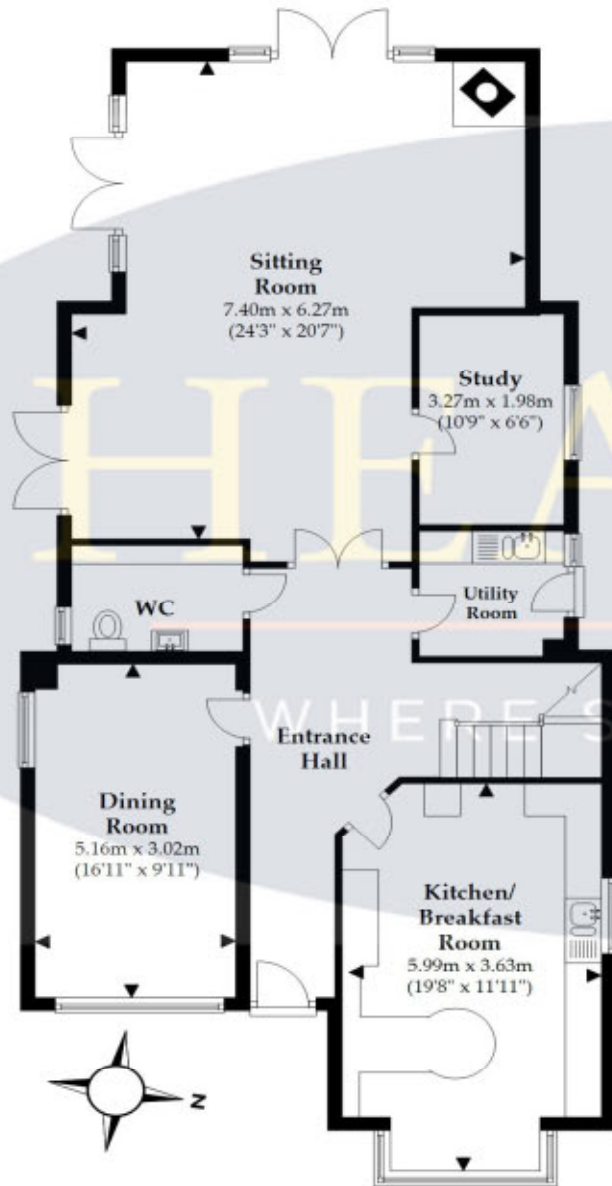 Sitting
Room
7.40m x 6.27m
(24'3" x 20'7")
Study
3.27m x 1.98m
(10'9" x 6'6")
HEA
WC
Utility
Room
WHERE S
Entrance
Hall
Dining
Room
5.16m x 3.02m
(16'11" x 9'11")
Kitchen/
Breakfast
Room
5.99m x 3.63m
(19'8" x 11'11")
N